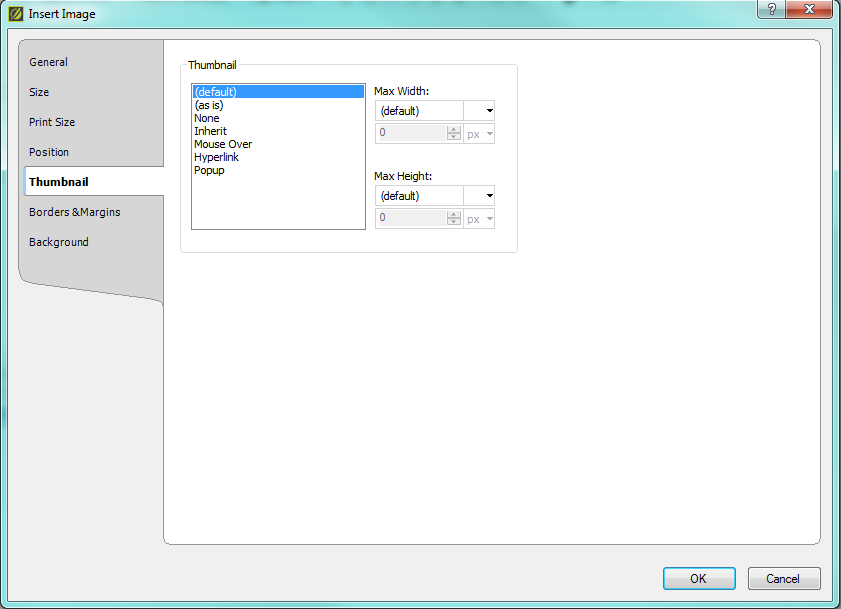 Insert Image
?
General
Size
Print Size
Position
Thumbnail
Borders &Margins
Background
Thumbnail
(default)
(as is)
None
Inherit
Mouse Over
Hyperlink
Popup
Max Width:
(default)
0 px
Max Height:
(default)
0 px
OK Cancel